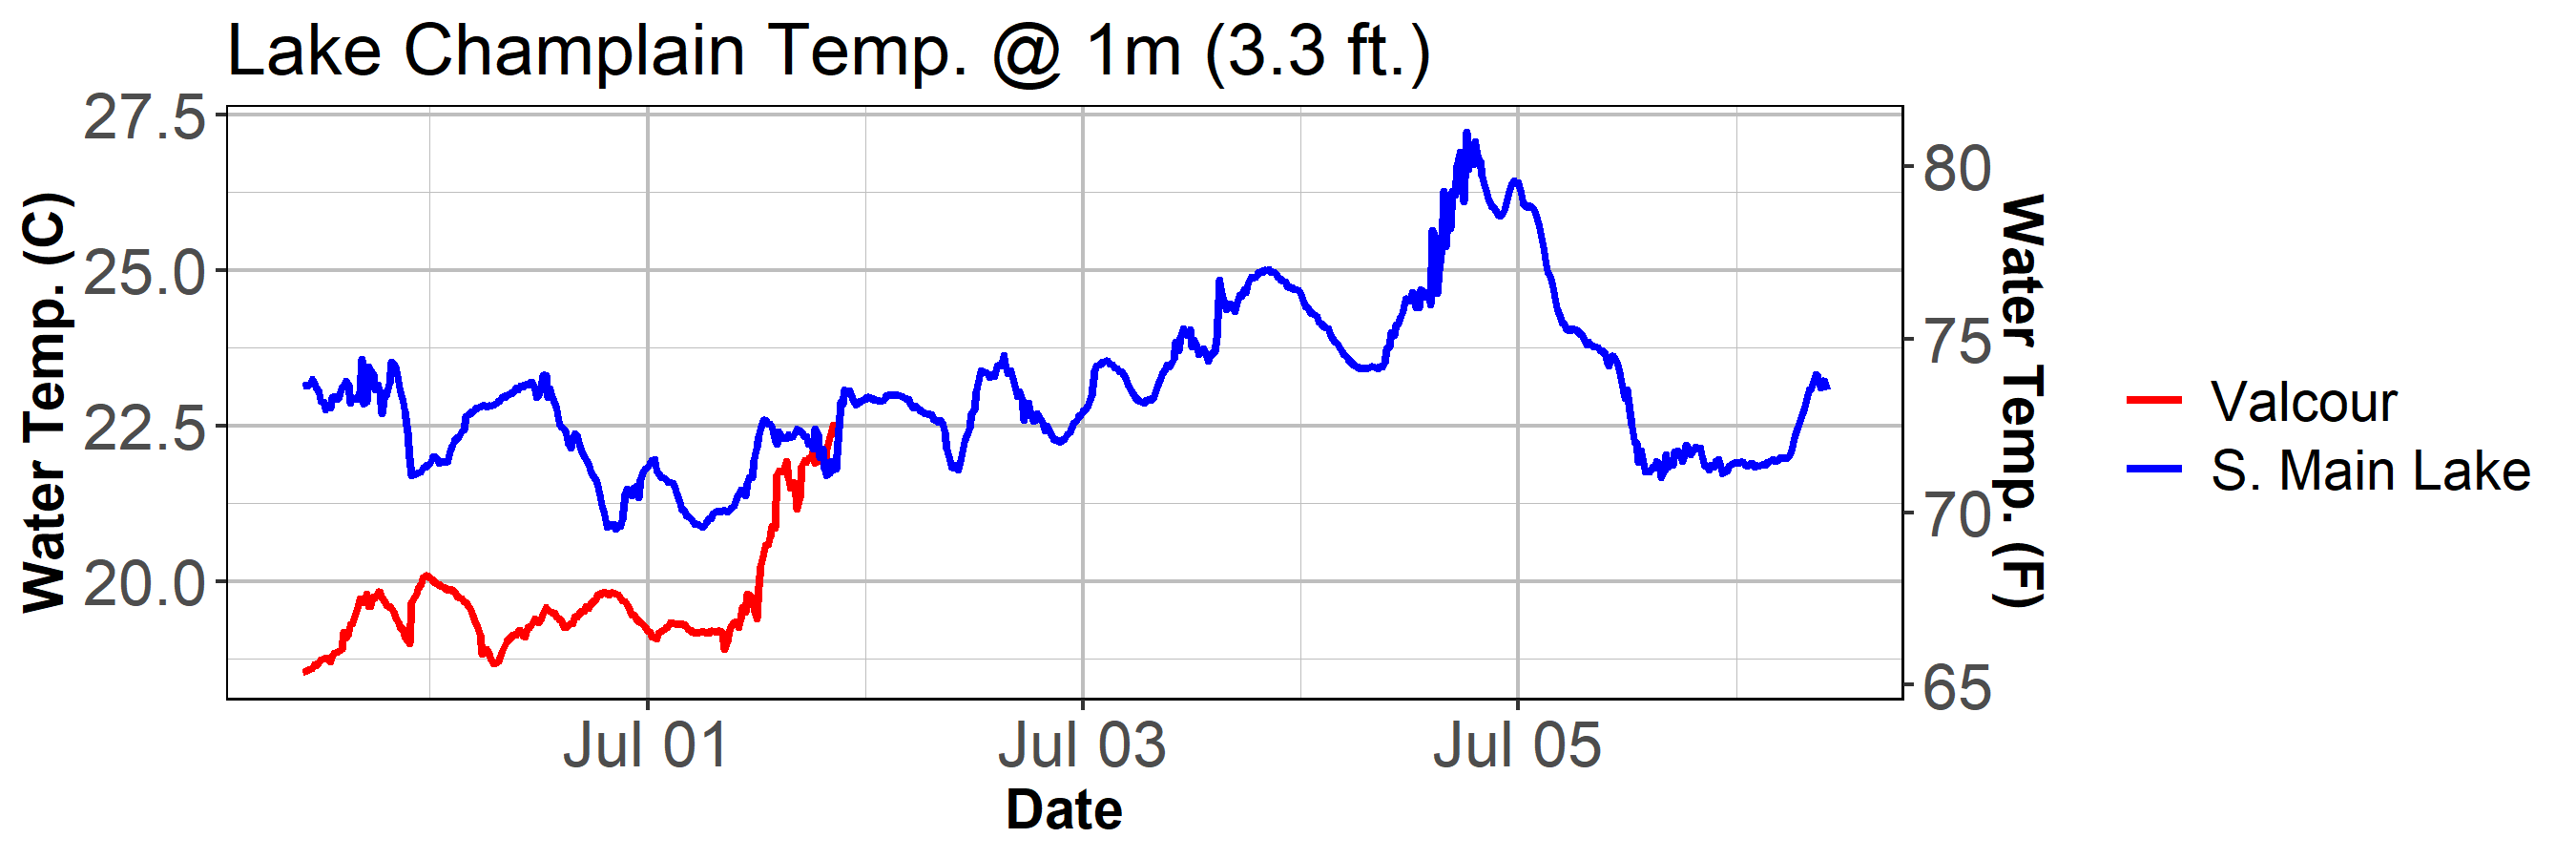 Lake Champlain Temp. @ 1m (3.3 ft.)
27.5
25.0
22.5
20.0
Water Temp. (C)
80
75
70
65
Water Temp. (F)
Jul 01
Jul 03
Jul 05
Date
Valcour
S. Main Lake